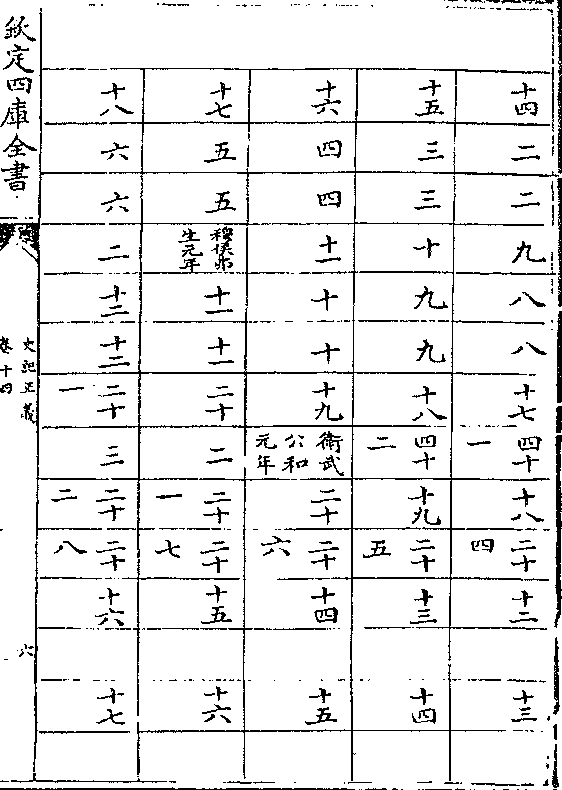 十四
二
二
九
八
八
十七
四十一
十八
二十四
十二
十三
十五
三
三
十
九
九
十八
四十二
十九
二十五
十三
十四
十六
四
四
十一
十
十
十九
衛武
公和
元年
二十
二十六
十四
十五
十七
五
五
穆侯弗
生元年
十一
十一
二十
二
二十一
二十七
十五
十六
十八
六
六
二
十二
十二
二十一
三
二十二
二十八
十六
十七
欽定四庫全書
史記正義
卷十四
六